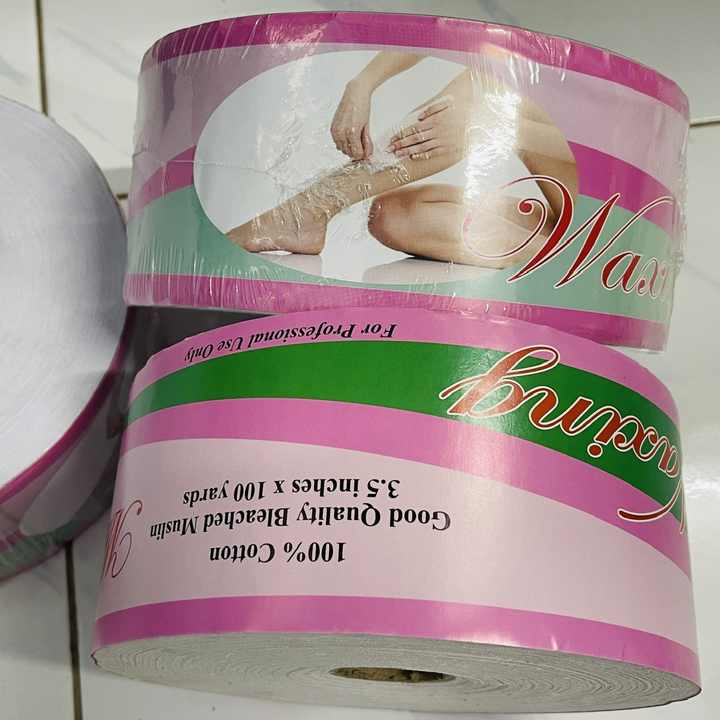 Wax
For Professional Use Only
Waxing
100% Cotton
Good Quality Bleached Muslin
3.5 inches x 100 yards